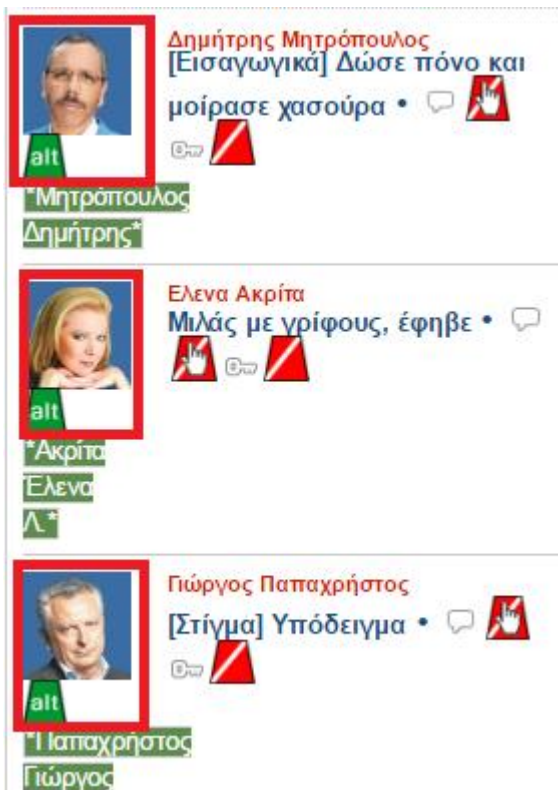 Δημήτρης Μητρόπουλος
[Εισαγωγικά] Δώσε πόνο και
μοίρασε χασούρα •
alt
*Μητρόπουλος
Δημήτρης*
Ελενα Ακρίτα
Μιλάς με γρίφους, έφηβε •
alt
*Ακρίτα
Έλενα
Λ.*
Γιώργος Παπαχρήστος
[Στίγμα] Υπόδειγμα •
alt
*Παπαχρήστος
Γιώργος